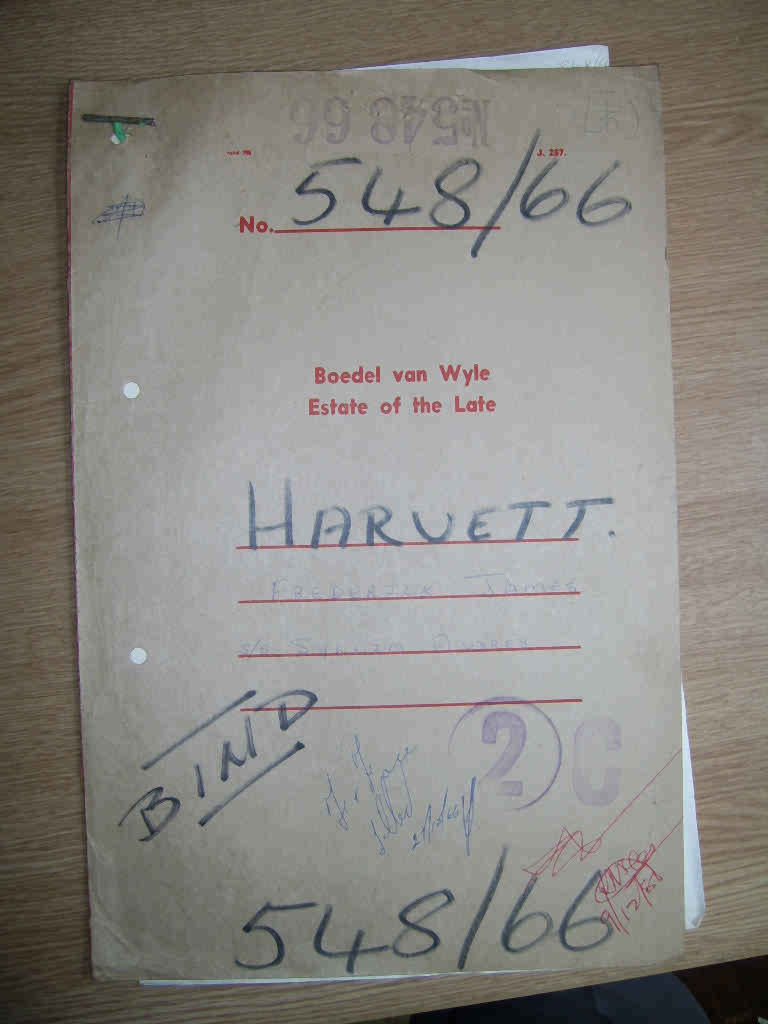 №548 66
J. 257.
No. 548/66
Boedel van Wyle
Estate of the Late
HARVETT.
FREDERICK JAMES
BIND
2 C
548/66